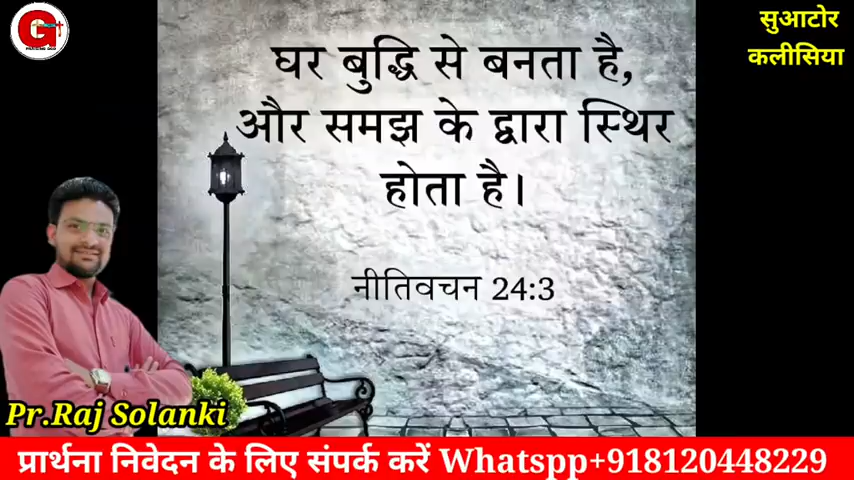 सुआटोर
कलीसिया
घर बुद्धि से बनता है,
और समझ के द्वारा स्थिर
होता है।
नीतिवचन 24:3
Pr.Raj Solanki
प्रार्थना निवेदन के लिए संपर्क करें Whatspp+918120448229